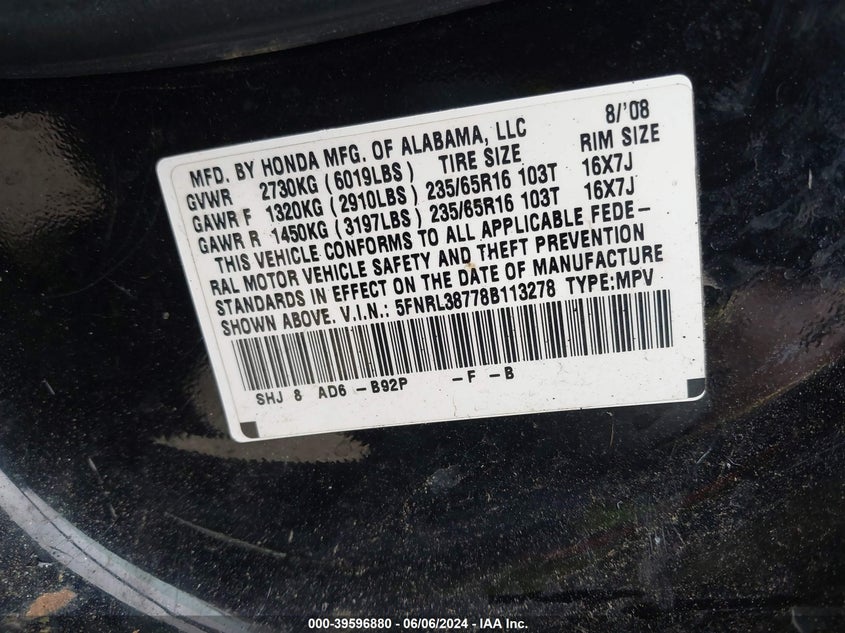 MFD. BY HONDA MFG. OF ALABAMA, LLC 8/'08
GVWR 2730KG (6019LBS) TIRE SIZE RIM SIZE
GAWR F 1320KG (2910LBS) 235/65R16 103T 16X7J
GAWR R 1450KG (3197LBS) 235/65R16 103T 16X7J
THIS VEHICLE CONFORMS TO ALL APPLICABLE FEDE-
RAL MOTOR VEHICLE SAFETY AND THEFT PREVENTION
STANDARDS IN EFFECT ON THE DATE OF MANUFACTURE
SHOWN ABOVE. V.I.N.: 5FNRL38778B113278 TYPE:MPV
SHJ 8 AD6 -B92P -F -B
000-39596880 - 06/06/2024 - IAA Inc.